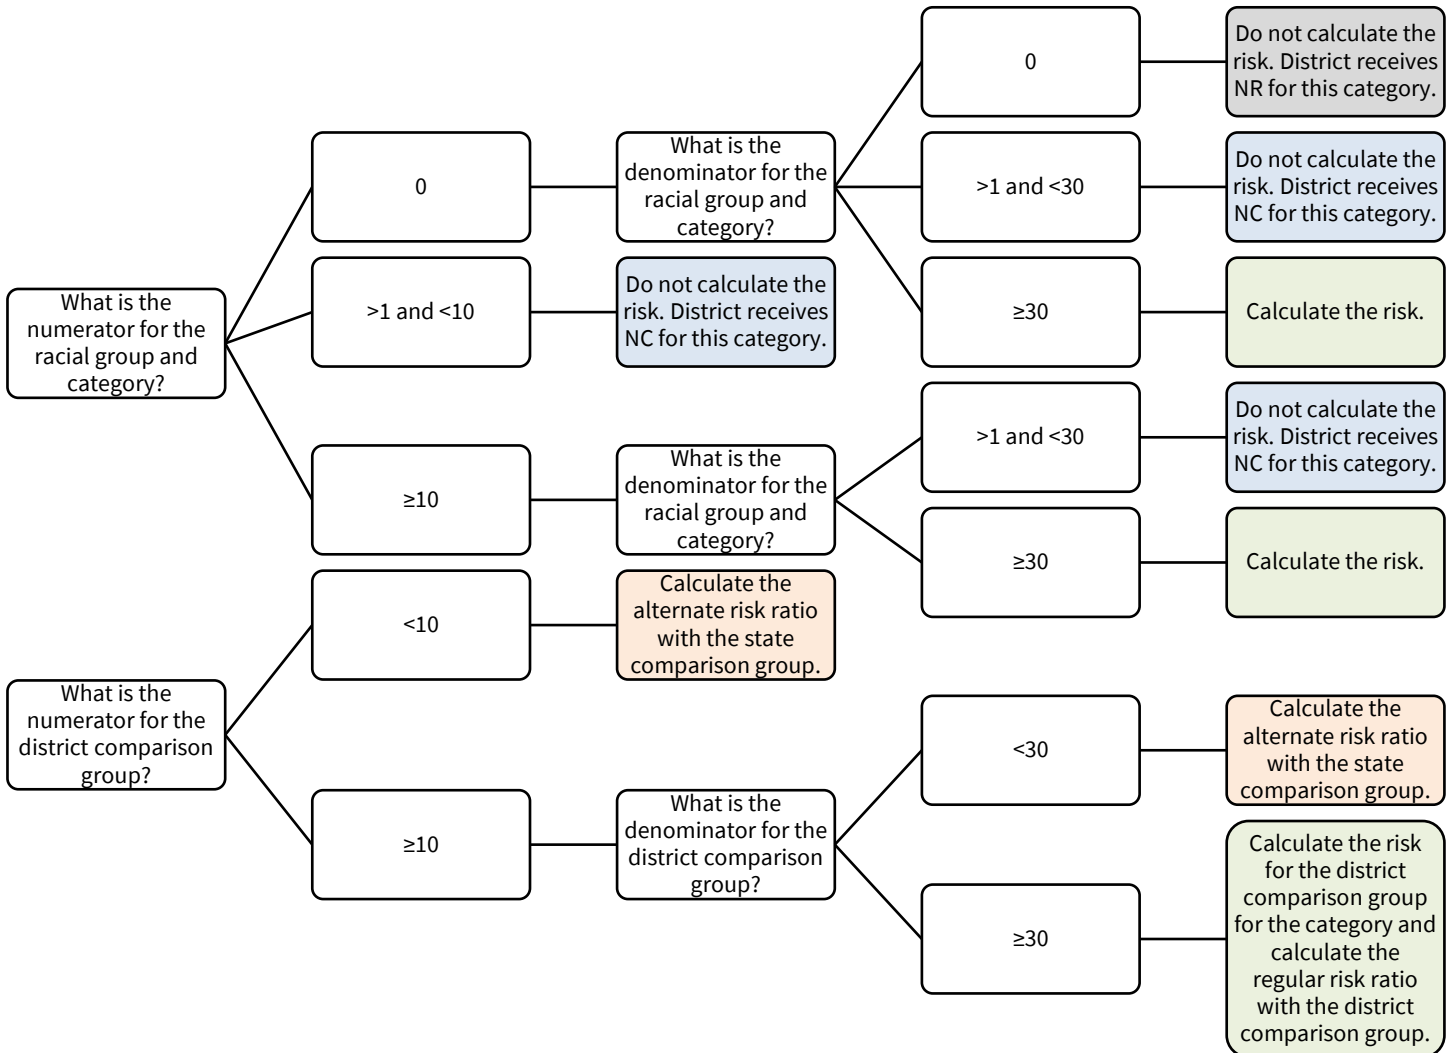 What is the
numerator for the
racial group and
category?
0
What is the
denominator for the
racial group and
category?
0
Do not calculate the
risk. District receives
NR for this category.
>1 and <30
Do not calculate the
risk. District receives
NC for this category.
≥30
Calculate the risk.
>1 and <10
Do not calculate the
risk. District receives
NC for this category.
≥10
What is the
denominator for the
racial group and
category?
>1 and <30
Do not calculate the
risk. District receives
NC for this category.
≥30
Calculate the risk.
What is the
numerator for the
district comparison
group?
<10
Calculate the
alternate risk ratio
with the state
comparison group.
≥10
What is the
denominator for the
district comparison
group?
<30
Calculate the
alternate risk ratio
with the state
comparison group.
≥30
Calculate the risk
for the district
comparison group
for the category and
calculate the
regular risk ratio
with the district
comparison group.